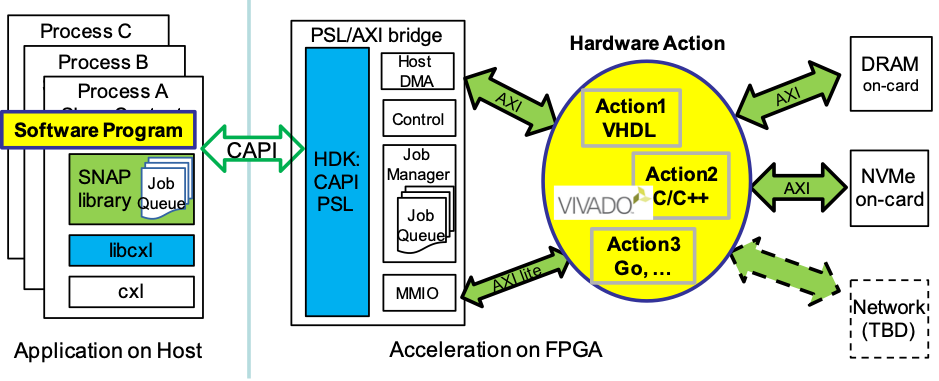 Process C
Process B
Process A
Software Program
SNAP
library
Job
Queue
libcxl
cxl
Application on Host
CAPI
PSL/AXI bridge
HDK:
CAPI
PSL
Host
DMA
Control
Job
Manager
Job
Queue
MMIO
Acceleration on FPGA
AXI
AXI lite
Hardware Action
Action1
VHDL
Action2
C/C++
VIVADO
Action3
Go, ...
AXI
AXI
DRAM
on-card
NVMe
on-card
Network
(TBD)